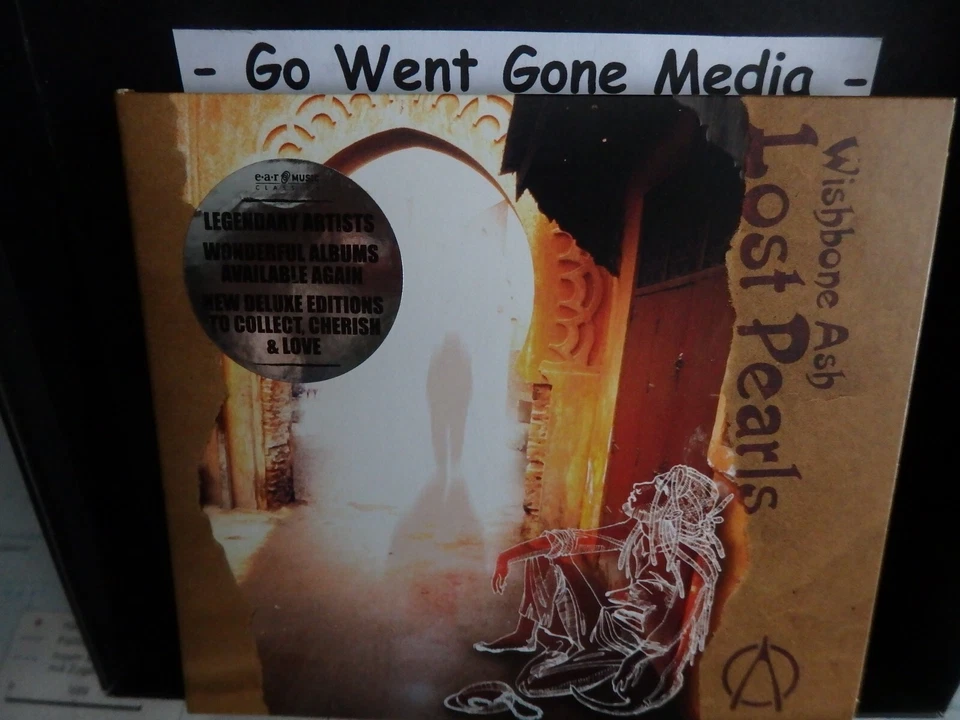 - Go Went Gone Media -
e·a·r MUSIC
CLASSICS
"LEGENDARY ARTISTS
WONDERFUL ALBUMS
AVAILABLE AGAIN
NEW DELUXE EDITIONS
TO COLLECT, CHERISH
& LOVE
Wishbone Ash
Lost Pearls